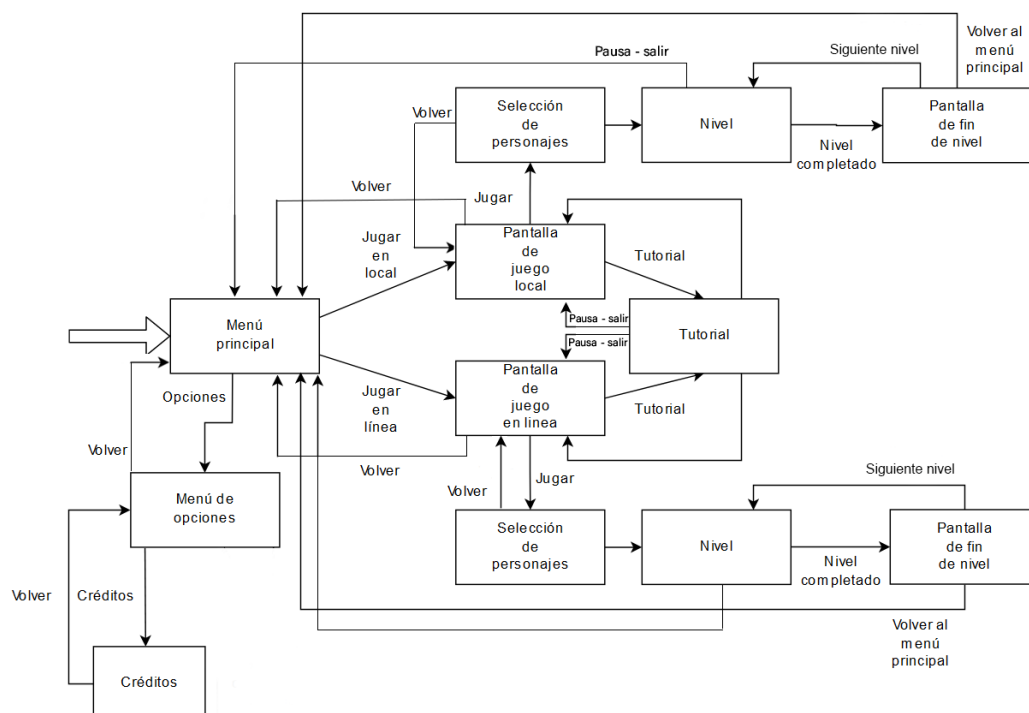 Volver al
menú
principal
Pausa - salir
Siguiente nivel
Volver
Selección
de
personajes
Nivel
Nivel
completado
Pantalla
de fin
de nivel
Volver
Jugar
Jugar
en
local
Pantalla
de
juego
local
Tutorial
Menú
principal
Pausa - salir
Pausa - salir
Tutorial
Opciones
Jugar
en
línea
Pantalla
de
juego
en linea
Tutorial
Volver
Volver
Volver
Jugar
Siguiente nivel
Menú de
opciones
Selección
de
personajes
Nivel
Nivel
completado
Pantalla
de fin
de nivel
Volver
Créditos
Volver al
menú
principal
Créditos